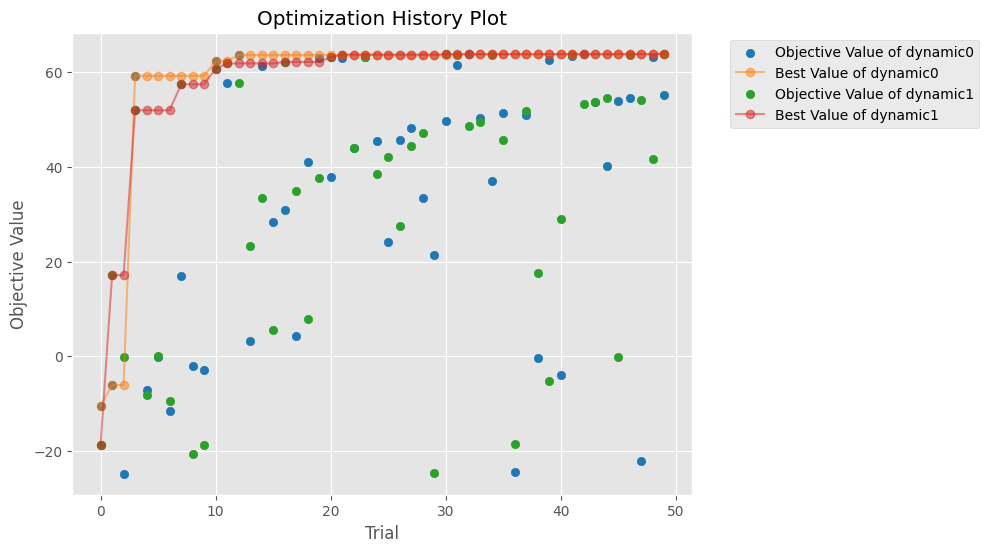 Optimization History Plot
Objective Value of dynamic0
Best Value of dynamic0
Objective Value of dynamic1
Best Value of dynamic1
Objective Value
60
40
20
0
−20
0 10 20 30 40 50
Trial